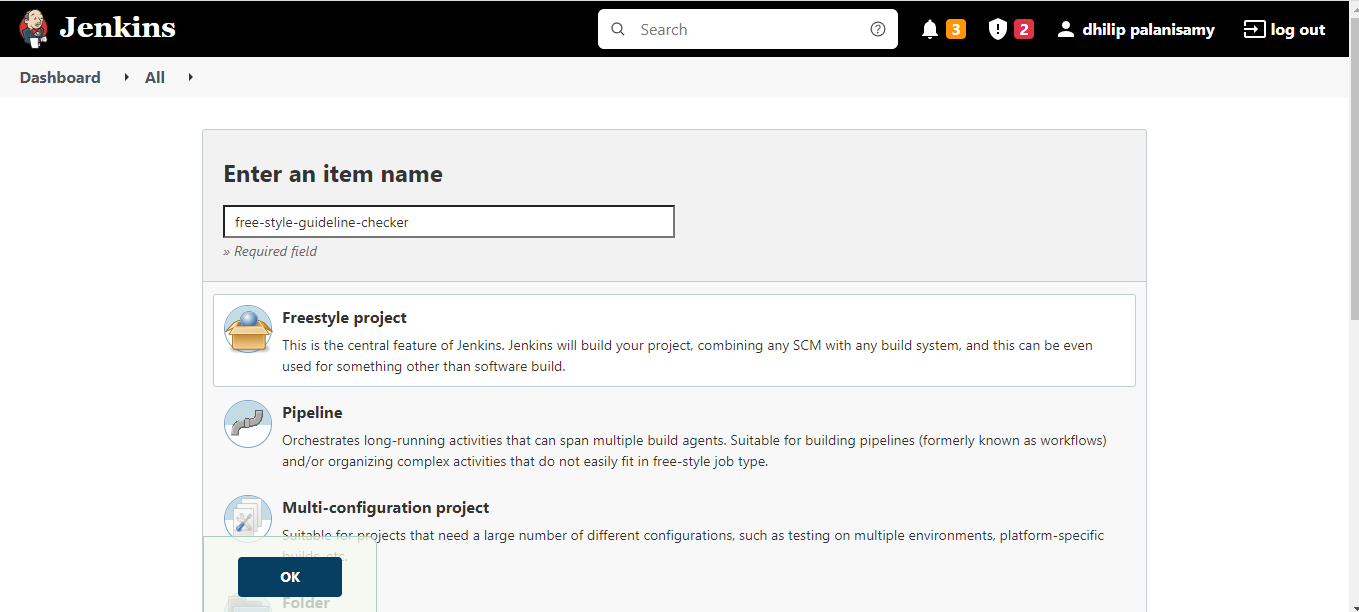 Jenkins
Search
3
2
dhilip palanisamy
log out
Dashboard
All
Enter an item name
free-style-guideline-checker
» Required field
Freestyle project
This is the central feature of Jenkins. Jenkins will build your project, combining any SCM with any build system, and this can be even
used for something other than software build.
Pipeline
Orchestrates long-running activities that can span multiple build agents. Suitable for building pipelines (formerly known as workflows)
and/or organizing complex activities that do not easily fit in free-style job type.
Multi-configuration project
Suitable for projects that need a large number of different configurations, such as testing on multiple environments, platform-specific
builds, etc.
OK
Folder